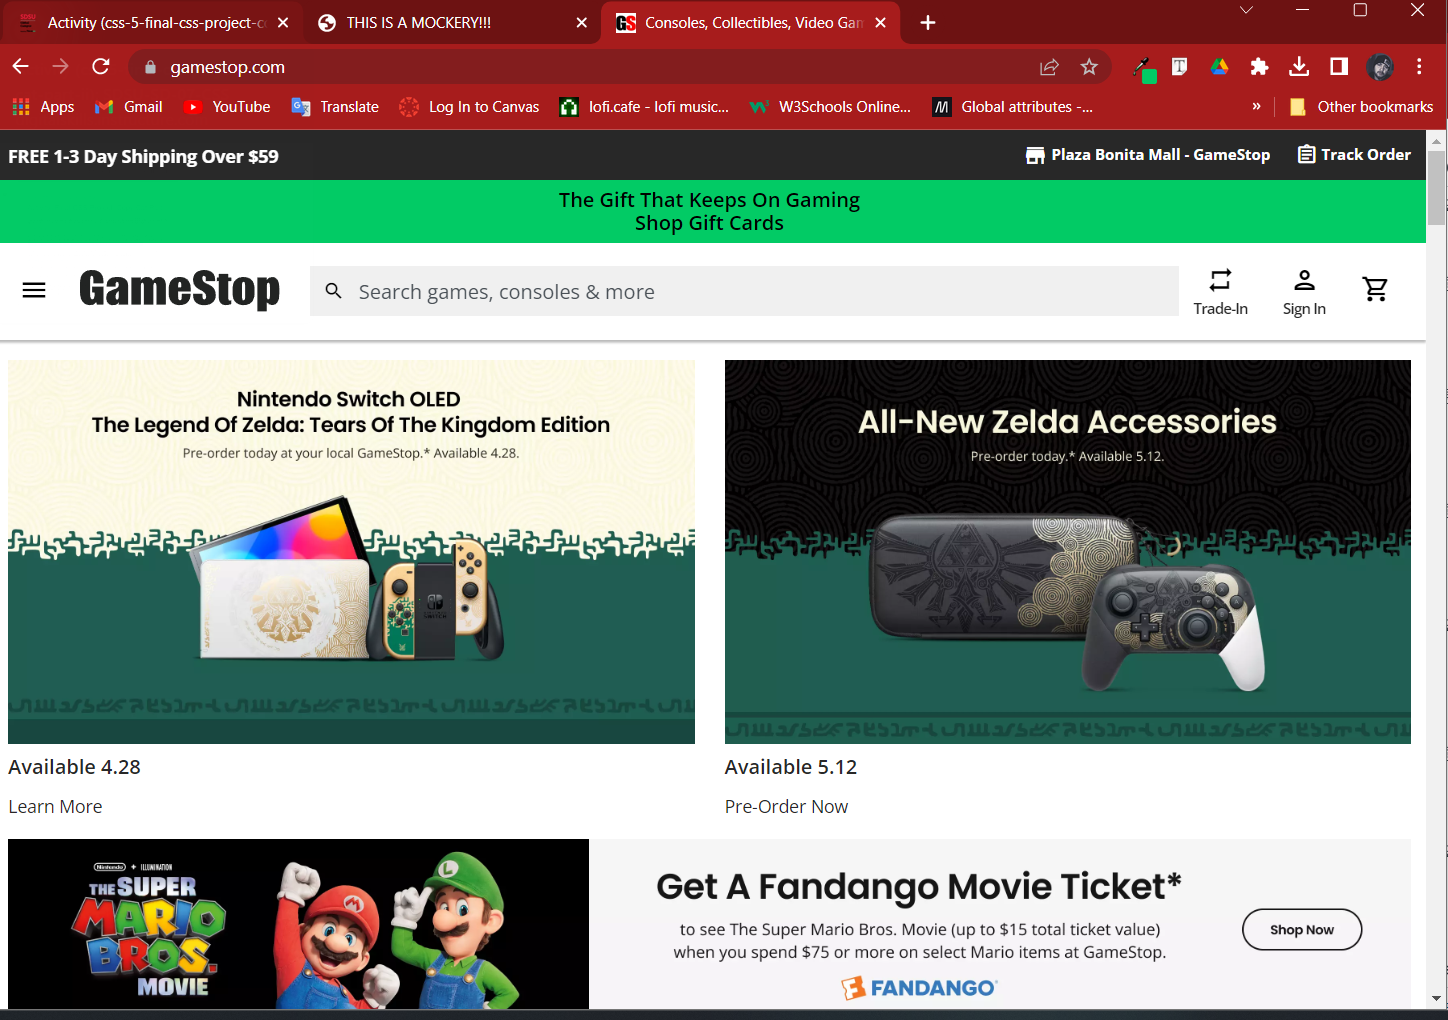 Activity (css-5-final-css-project-c
THIS IS A MOCKERY!!!
Consoles, Collectibles, Video Gam
gamestop.com
Apps
Gmail
YouTube
Translate
Log In to Canvas
lofi.cafe - lofi music...
W3Schools Online...
Global attributes -...
»
Other bookmarks
FREE 1-3 Day Shipping Over $59
Plaza Bonita Mall - GameStop
Track Order
The Gift That Keeps On Gaming
Shop Gift Cards
GameStop
Search games, consoles & more
Trade-In
Sign In
Nintendo Switch OLED
The Legend Of Zelda: Tears Of The Kingdom Edition
Pre-order today at your local GameStop.* Available 4.28.
All-New Zelda Accessories
Pre-order today.* Available 5.12.
Available 4.28
Learn More
Available 5.12
Pre-Order Now
Nintendo + ILLUMINATION
THE SUPER
MARIO
BROS.
MOVIE
Get A Fandango Movie Ticket*
to see The Super Mario Bros. Movie (up to $15 total ticket value)
when you spend $75 or more on select Mario items at GameStop.
FANDANGO
Shop Now